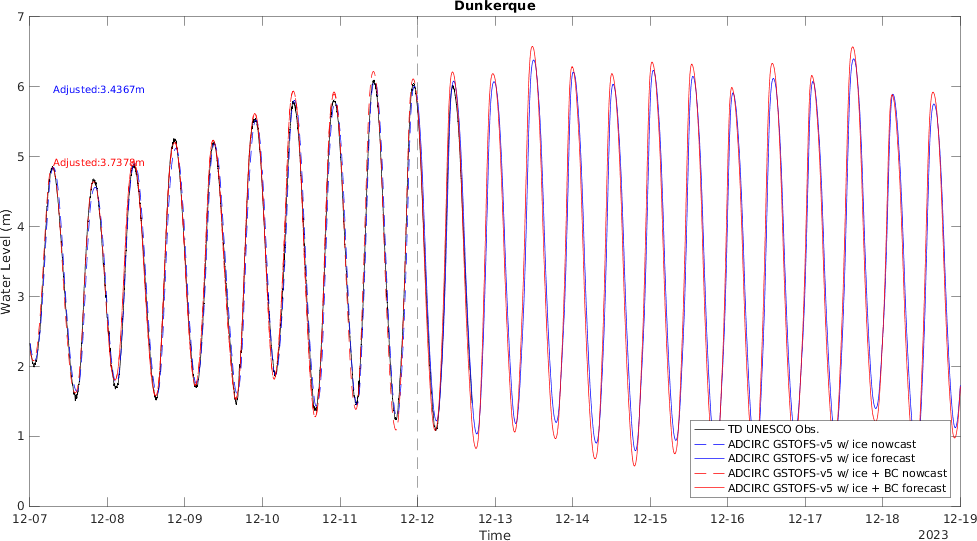 Dunkerque
7
6
5
4
3
2
1
0
Water Level (m)
Adjusted:3.4367m
Adjusted:3.7378m
TD UNESCO Obs.
ADCIRC GSTOFS-v5 w/ ice nowcast
ADCIRC GSTOFS-v5 w/ ice forecast
ADCIRC GSTOFS-v5 w/ ice + BC nowcast
ADCIRC GSTOFS-v5 w/ ice + BC forecast
12-07 12-08 12-09 12-10 12-11 12-12 12-13 12-14 12-15 12-16 12-17 12-18 12-19
Time
2023